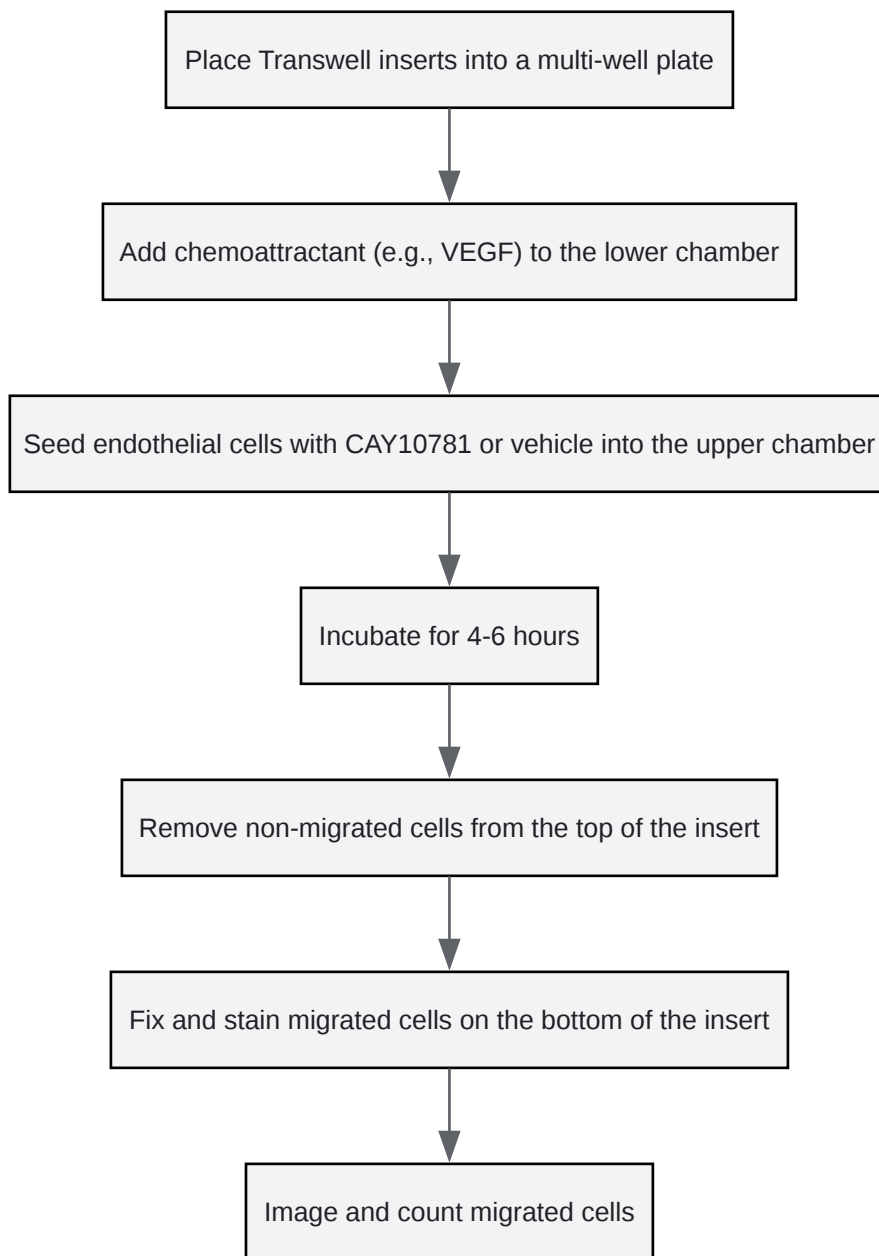 Place Transwell inserts into a multi-well plate
Add chemoattractant (e.g., VEGF) to the lower chamber
Seed endothelial cells with CAY10781 or vehicle into the upper chamber
Incubate for 4-6 hours
Remove non-migrated cells from the top of the insert
Fix and stain migrated cells on the bottom of the insert
Image and count migrated cells